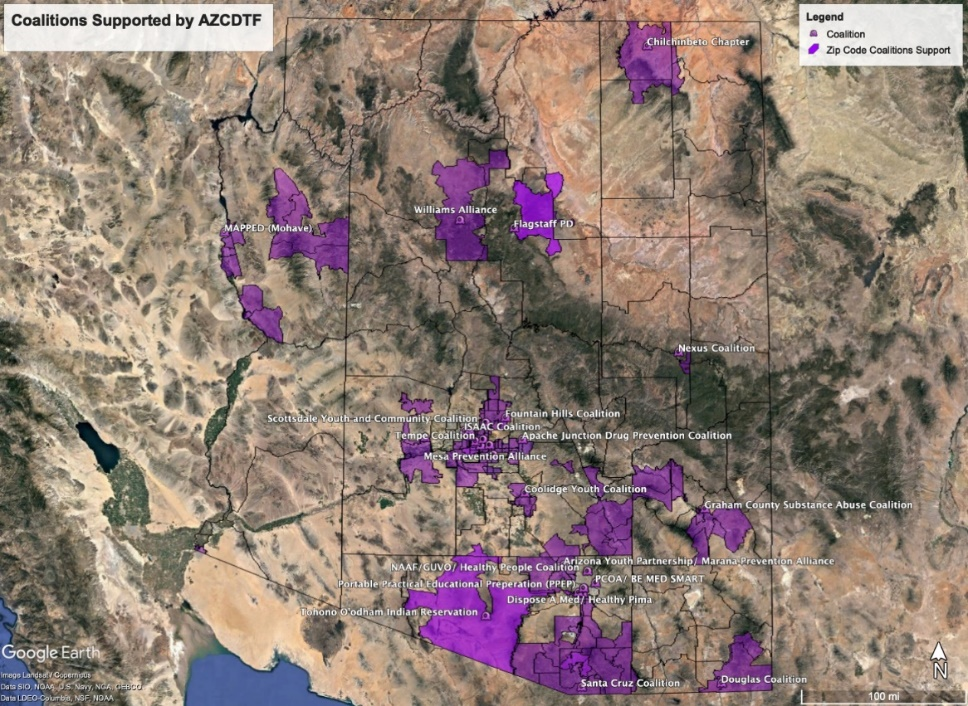 Coalitions Supported by AZCDTF
Legend
Coalition
Zip Code Coalitions Support
Chilchinbeto Chapter
Williams Alliance
Flagstaff PD
MAPPED (Mohave)
Nexus Coalition
Fountain Hills Coalition
Scottsdale Youth and Community Coalition
ISAAC Coalition
Tempe Coalition
Apache Junction Drug Prevention Coalition
Mesa Prevention Alliance
Coolidge Youth Coalition
Graham County Substance Abuse Coalition
Arizona Youth Partnership/ Marana Prevention Alliance
NAAF/GUVO/ Healthy People Coalition
PCOA/ BE MED SMART
Portable Practical Educational Preperation (PPEP)
Dispose A Med/ Healthy Pima
Tohono O'odham Indian Reservation
Santa Cruz Coalition
Douglas Coalition
Google Earth
Image Landsat / Copernicus
Data SIO, NOAA, U.S. Navy, NGA, GEBCO
Data LDEO-Columbia, NSF, NOAA
N
100 mi